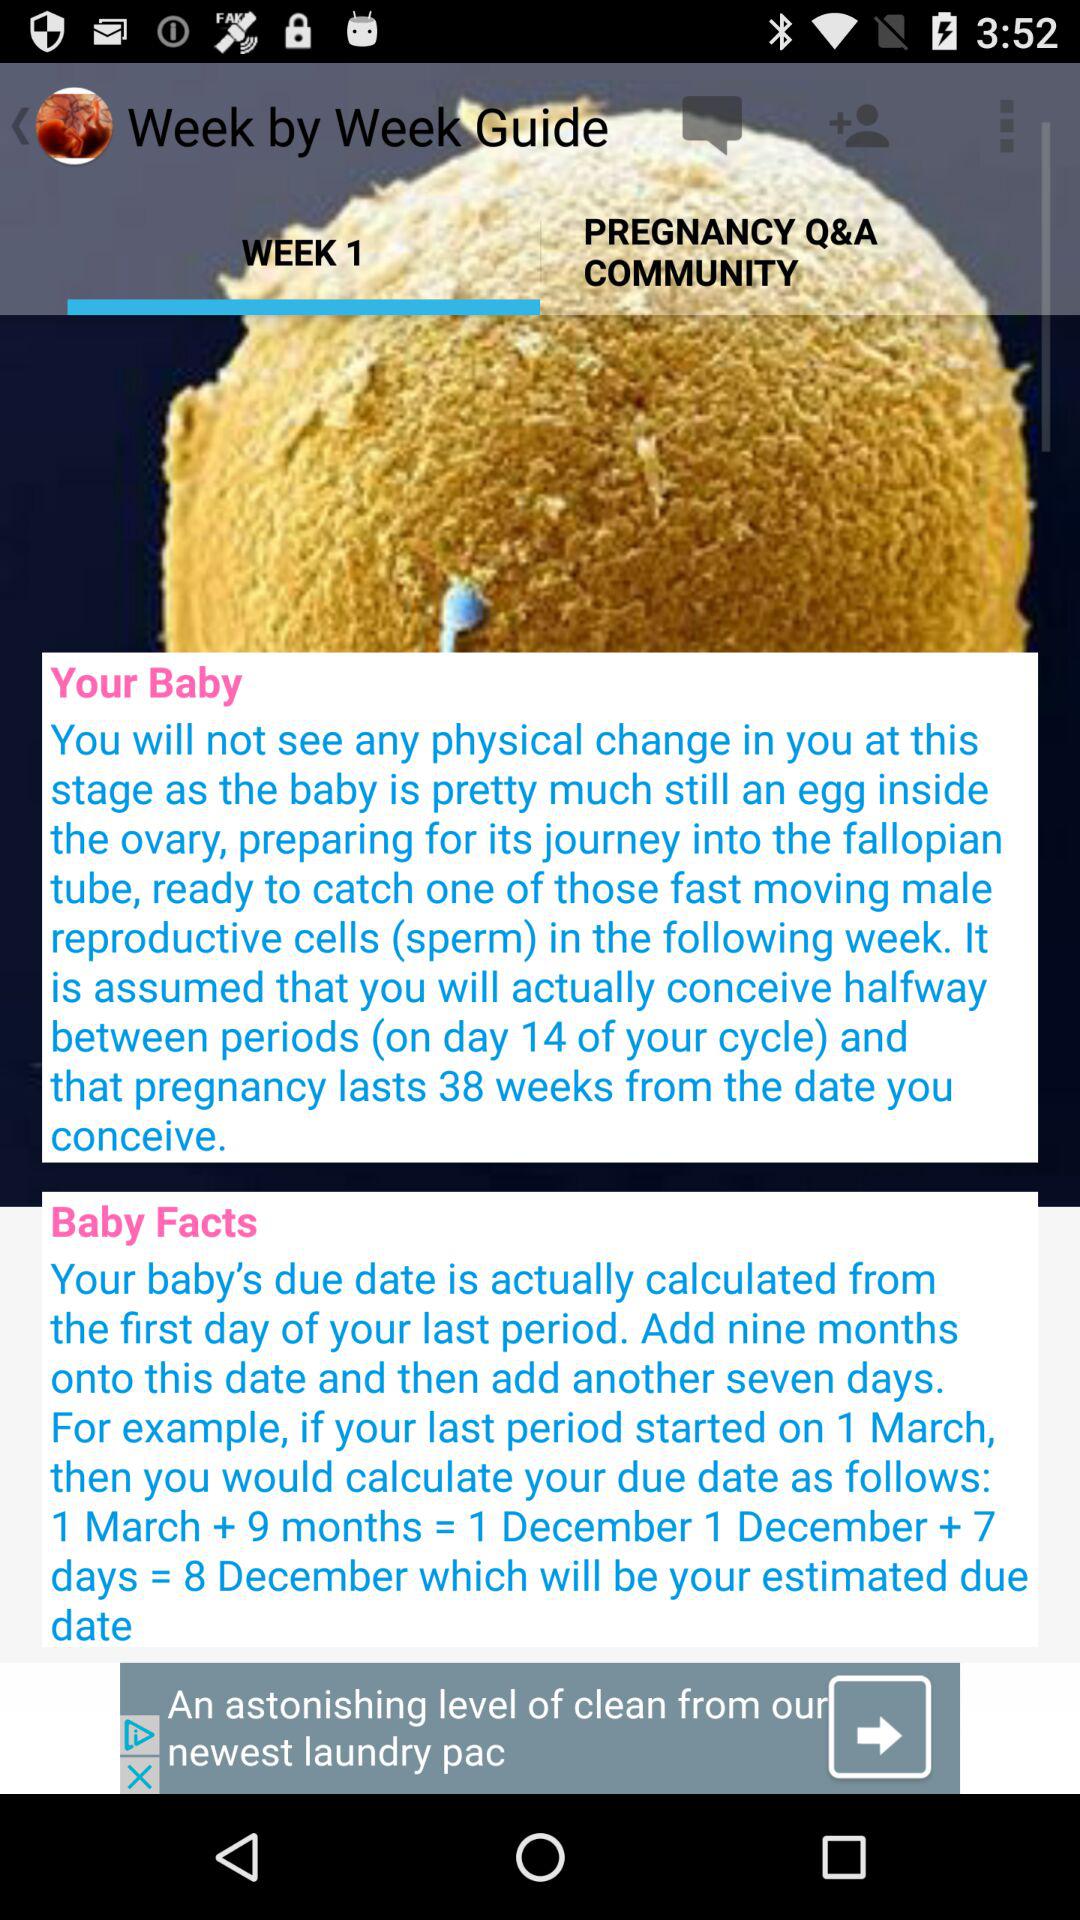 FAKE
3:52
Week by Week Guide
WEEK 1
PREGNANCY Q&A
COMMUNITY
Your Baby
You will not see any physical change in you at this
stage as the baby is pretty much still an egg inside
the ovary, preparing for its journey into the fallopian
tube, ready to catch one of those fast moving male
reproductive cells (sperm) in the following week. It
is assumed that you will actually conceive halfway
between periods (on day 14 of your cycle) and
that pregnancy lasts 38 weeks from the date you
conceive.
Baby Facts
Your baby’s due date is actually calculated from
the first day of your last period. Add nine months
onto this date and then add another seven days.
For example, if your last period started on 1 March,
then you would calculate your due date as follows:
1 March + 9 months = 1 December 1 December + 7
days = 8 December which will be your estimated due
date
An astonishing level of clean from our
newest laundry pac